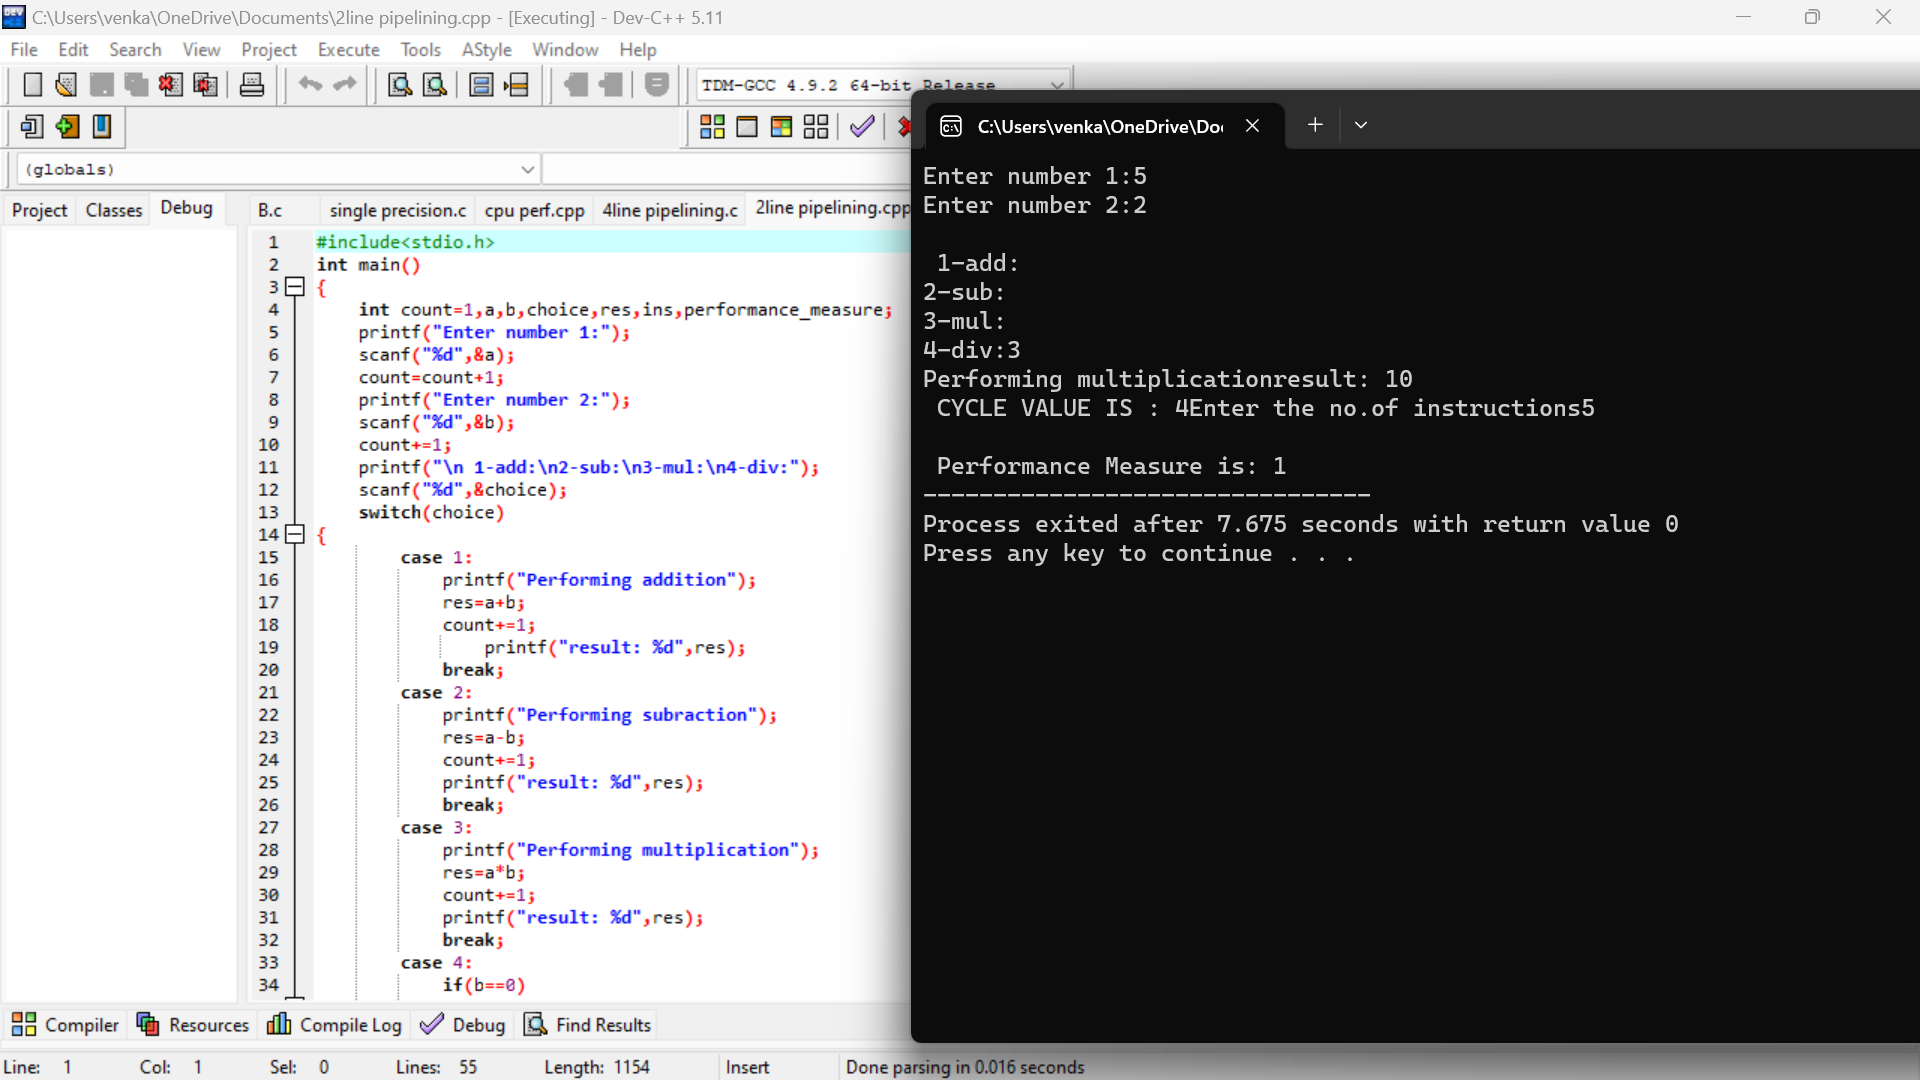 C:\Users\venka\OneDrive\Documents\2line pipelining.cpp - [Executing] - Dev-C++ 5.11
File Edit Search View Project Execute Tools AStyle Window Help
TDM-GCC 4.9.2 64-bit Release
(globals)
Project Classes Debug
B.c single precision.c cpu perf.cpp 4line pipelining.c 2line pipelining.cpp
1 #include<stdio.h>
2 int main()
3 {
4 int count=1,a,b,choice,res,ins,performance_measure;
5 printf("Enter number 1:");
6 scanf("%d",&a);
7 count=count+1;
8 printf("Enter number 2:");
9 scanf("%d",&b);
10 count+=1;
11 printf("\n 1-add:\n2-sub:\n3-mul:\n4-div:");
12 scanf("%d",&choice);
13 switch(choice)
14 {
15 case 1:
16 printf("Performing addition");
17 res=a+b;
18 count+=1;
19 printf("result: %d",res);
20 break;
21 case 2:
22 printf("Performing subraction");
23 res=a-b;
24 count+=1;
25 printf("result: %d",res);
26 break;
27 case 3:
28 printf("Performing multiplication");
29 res=a*b;
30 count+=1;
31 printf("result: %d",res);
32 break;
33 case 4:
34 if(b==0)
C:\Users\venka\OneDrive\Do
Enter number 1:5
Enter number 2:2
1-add:
2-sub:
3-mul:
4-div:3
Performing multiplicationresult: 10
CYCLE VALUE IS : 4Enter the no.of instructions5
Performance Measure is: 1
--------------------------------
Process exited after 7.675 seconds with return value 0
Press any key to continue . . .
Compiler Resources Compile Log Debug Find Results
Line: 1 Col: 1 Sel: 0 Lines: 55 Length: 1154 Insert Done parsing in 0.016 seconds